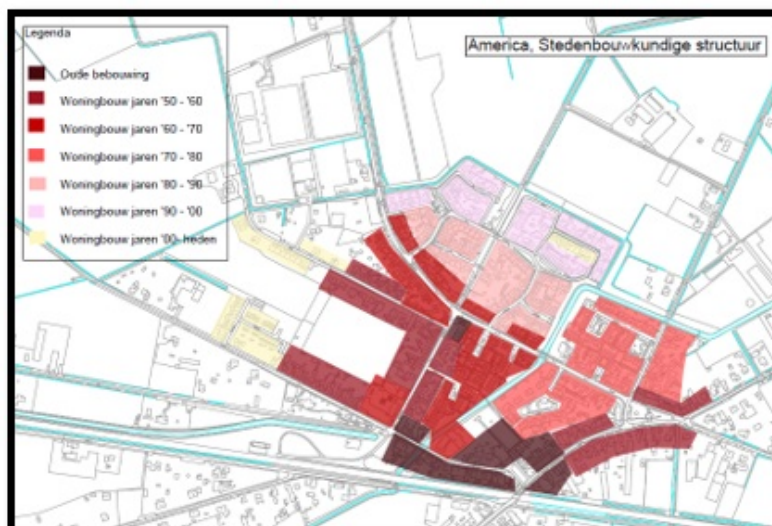 Legenda
America, Stedenbouwkundige structuur
Oude bebouwing
Woningbouw jaren '50 - '60
Woningbouw jaren '60 - '70
Woningbouw jaren '70 - '80
Woningbouw jaren '80 - '90
Woningbouw jaren '90 - '00
Woningbouw jaren '00- heden